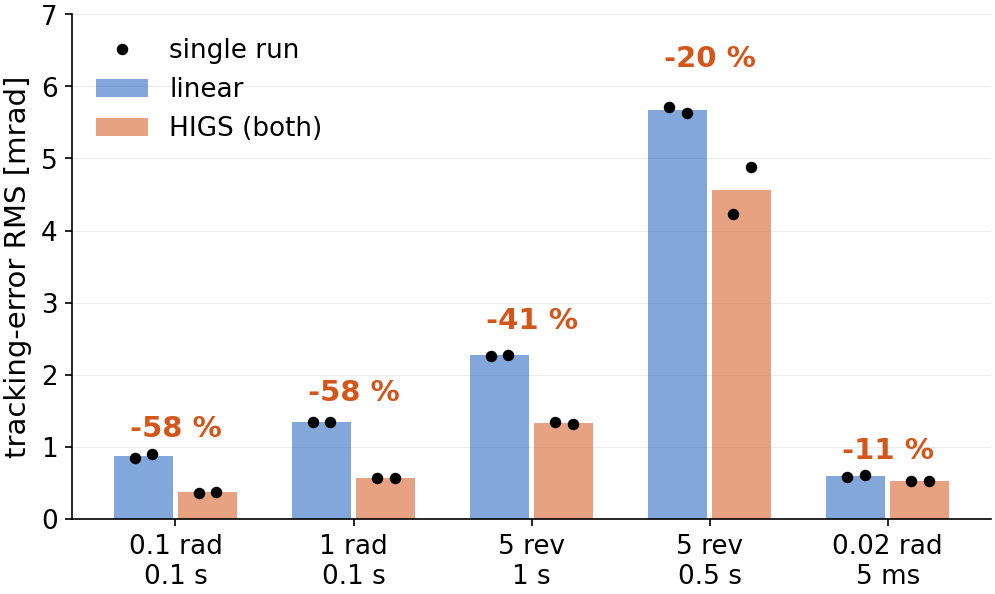 7
6
5
4
3
2
1
0
tracking-error RMS [mrad]
single run
linear
HIGS (both)
-58 %
-58 %
-41 %
-20 %
-11 %
0.1 rad
0.1 s
1 rad
0.1 s
5 rev
1 s
5 rev
0.5 s
0.02 rad
5 ms